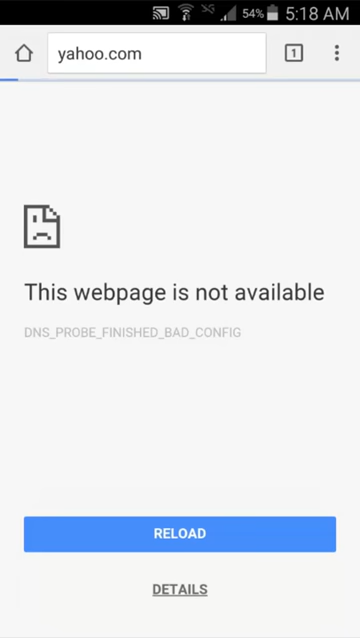 54% 5:18 AM
yahoo.com 1
This webpage is not available
DNS_PROBE_FINISHED_BAD_CONFIG
RELOAD
DETAILS